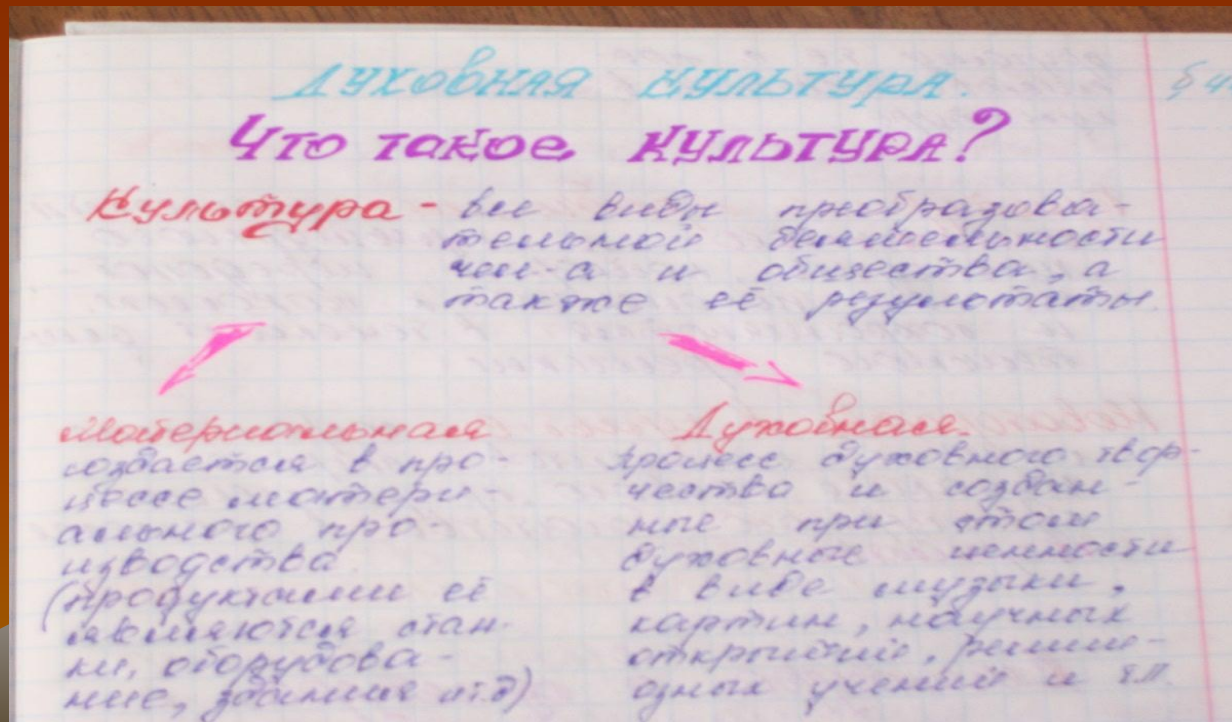 ДУХОВНАЯ КУЛЬТУРА.
§ 4
Что такое КУЛЬТУРА?
Культура - все виды преобразова-
тельной деятельности
чел-а и общества, а
также её результаты.
Материальная
создается в про-
цессе матери-
ального про-
изводства
(продуктами её
являются стан-
ки, оборудова-
ние, здания и т.д)
Духовная.
процесс духовного твор-
чества и создан-
ные при этом
духовные ценности
в виде музыки,
картин, научных
открытий, религи-
озных учений и т.п.